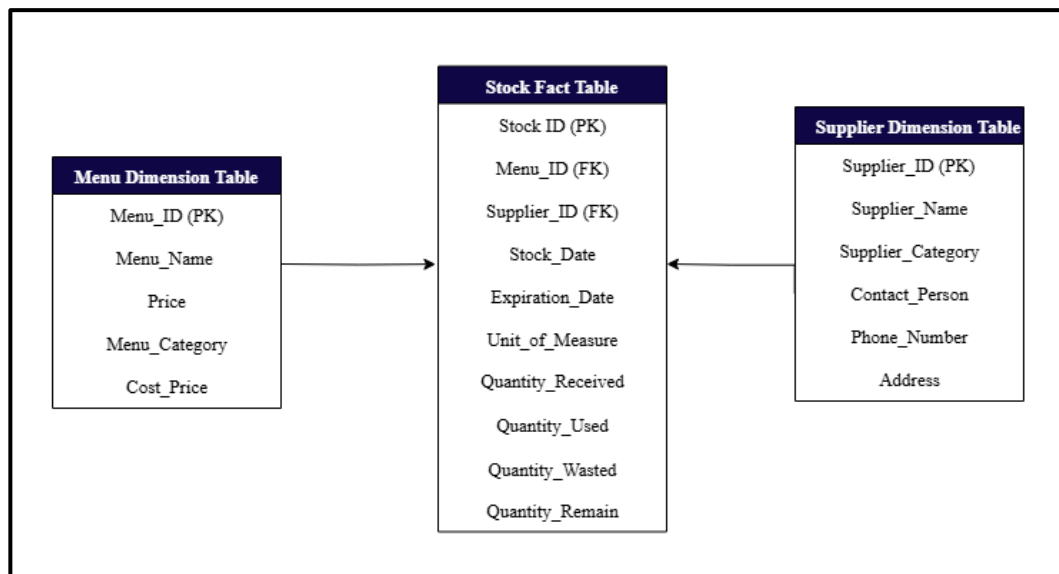 Menu Dimension Table
Menu_ID (PK)
Menu_Name
Price
Menu_Category
Cost_Price
Stock Fact Table
Stock ID (PK)
Menu_ID (FK)
Supplier_ID (FK)
Stock_Date
Expiration_Date
Unit_of_Measure
Quantity_Received
Quantity_Used
Quantity_Wasted
Quantity_Remain
Supplier Dimension Table
Supplier_ID (PK)
Supplier_Name
Supplier_Category
Contact_Person
Phone_Number
Address